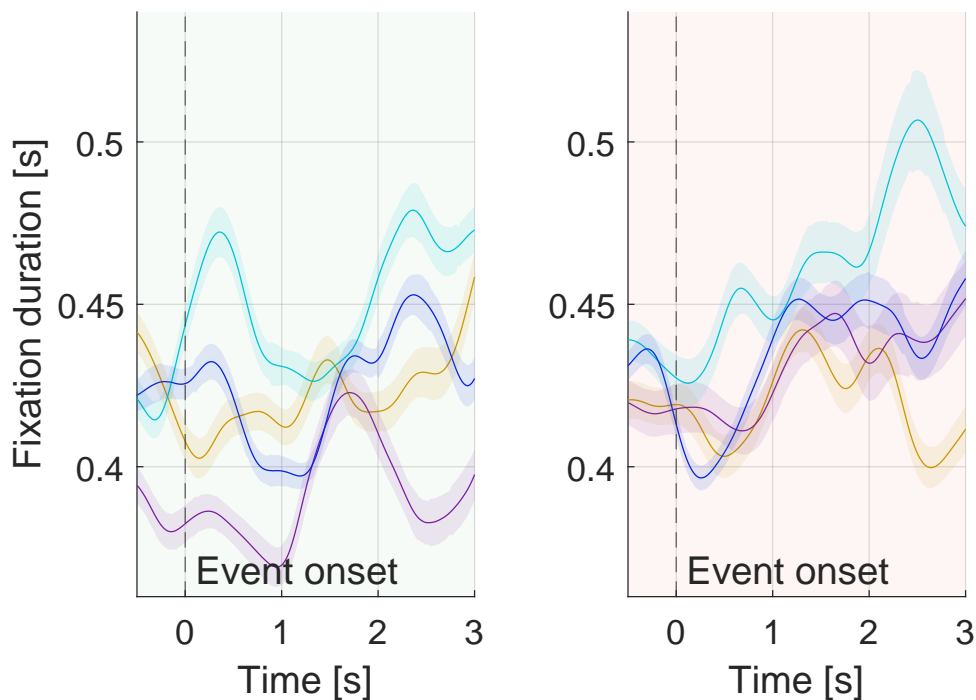 Fixation duration [s]
0.5
0.45
0.4
Event onset
0 1 2 3
Time [s]
0.5
0.45
0.4
Event onset
0 1 2 3
Time [s]